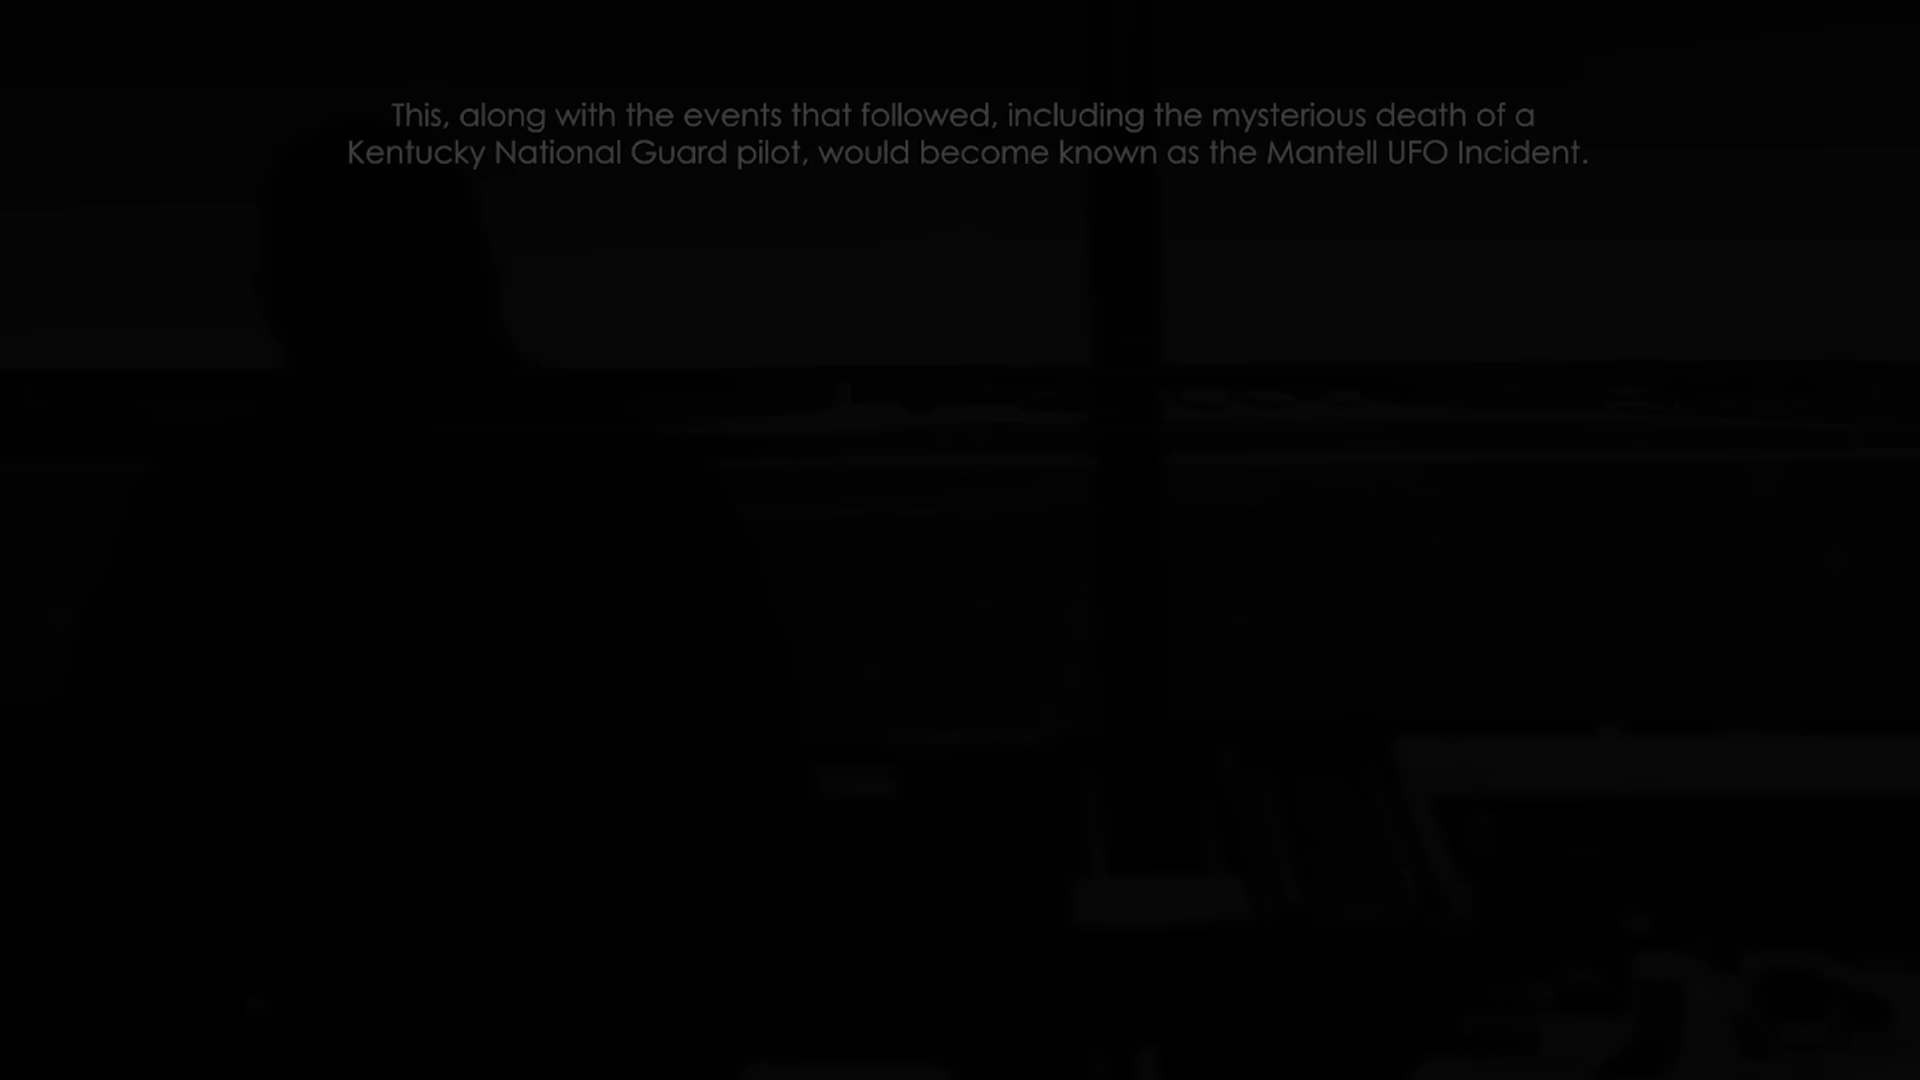 This, along with the events that followed, including the mysterious death of a
Kentucky National Guard pilot, would become known as the Mantell UFO Incident.